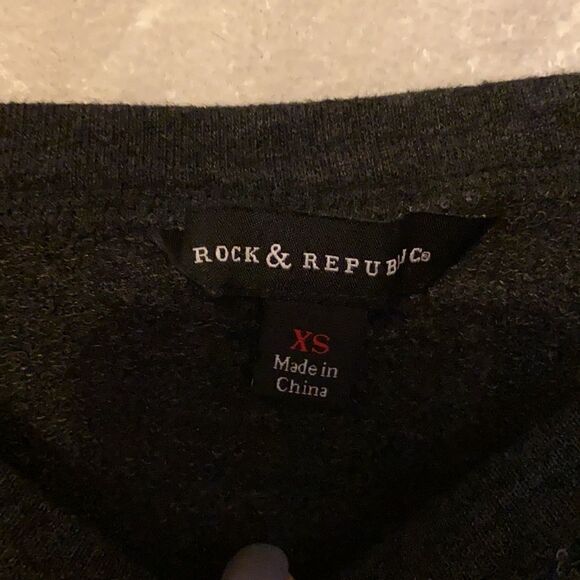 ROCK & REPUBLIC®
XS
Made in
China